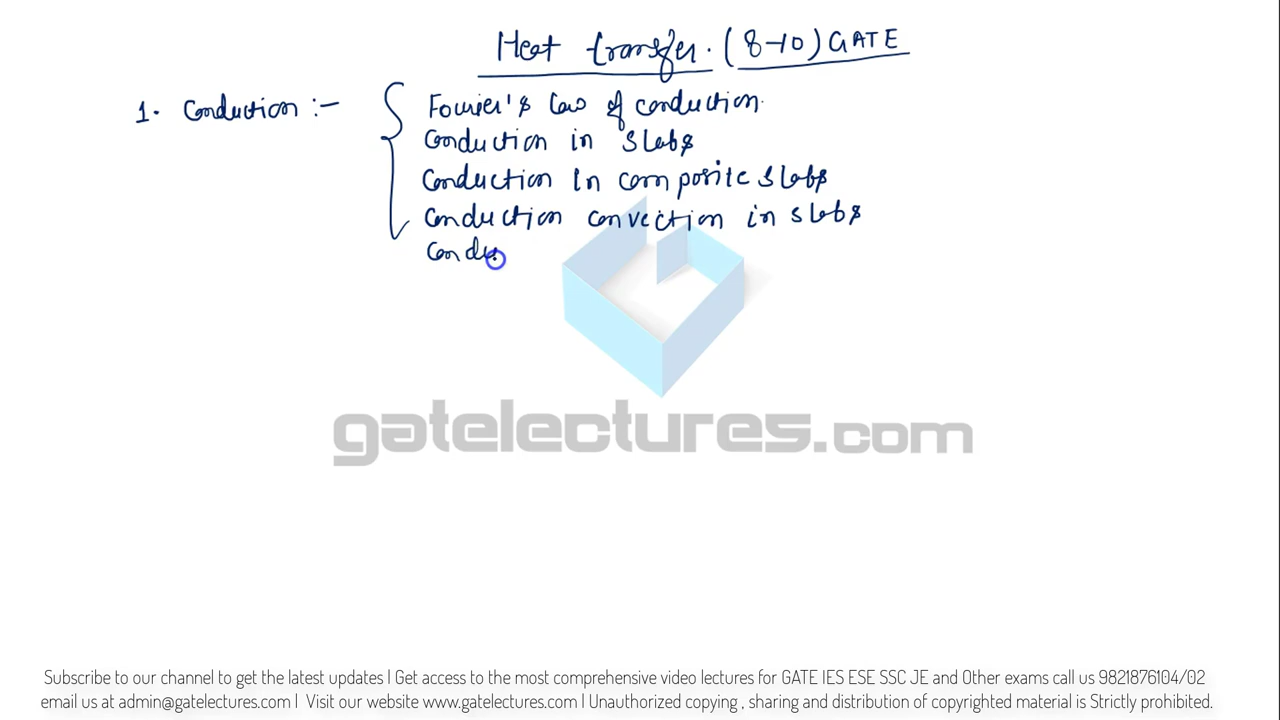 Heat transfer. (8-10) GATE
1. Conduction :- Fourier's law of conduction.
Conduction in slabs
Conduction In composite slabs
Conduction convection in slabs
Condu
gatelectures.com
Subscribe to our channel to get the latest updates | Get access to the most comprehensive video lectures for GATE IES ESE SSC JE and Other exams call us 9821876104/02
email us at admin@gatelectures.com | Visit our website www.gatelectures.com | Unauthorized copying , sharing and distribution of copyrighted material is Strictly prohibited.